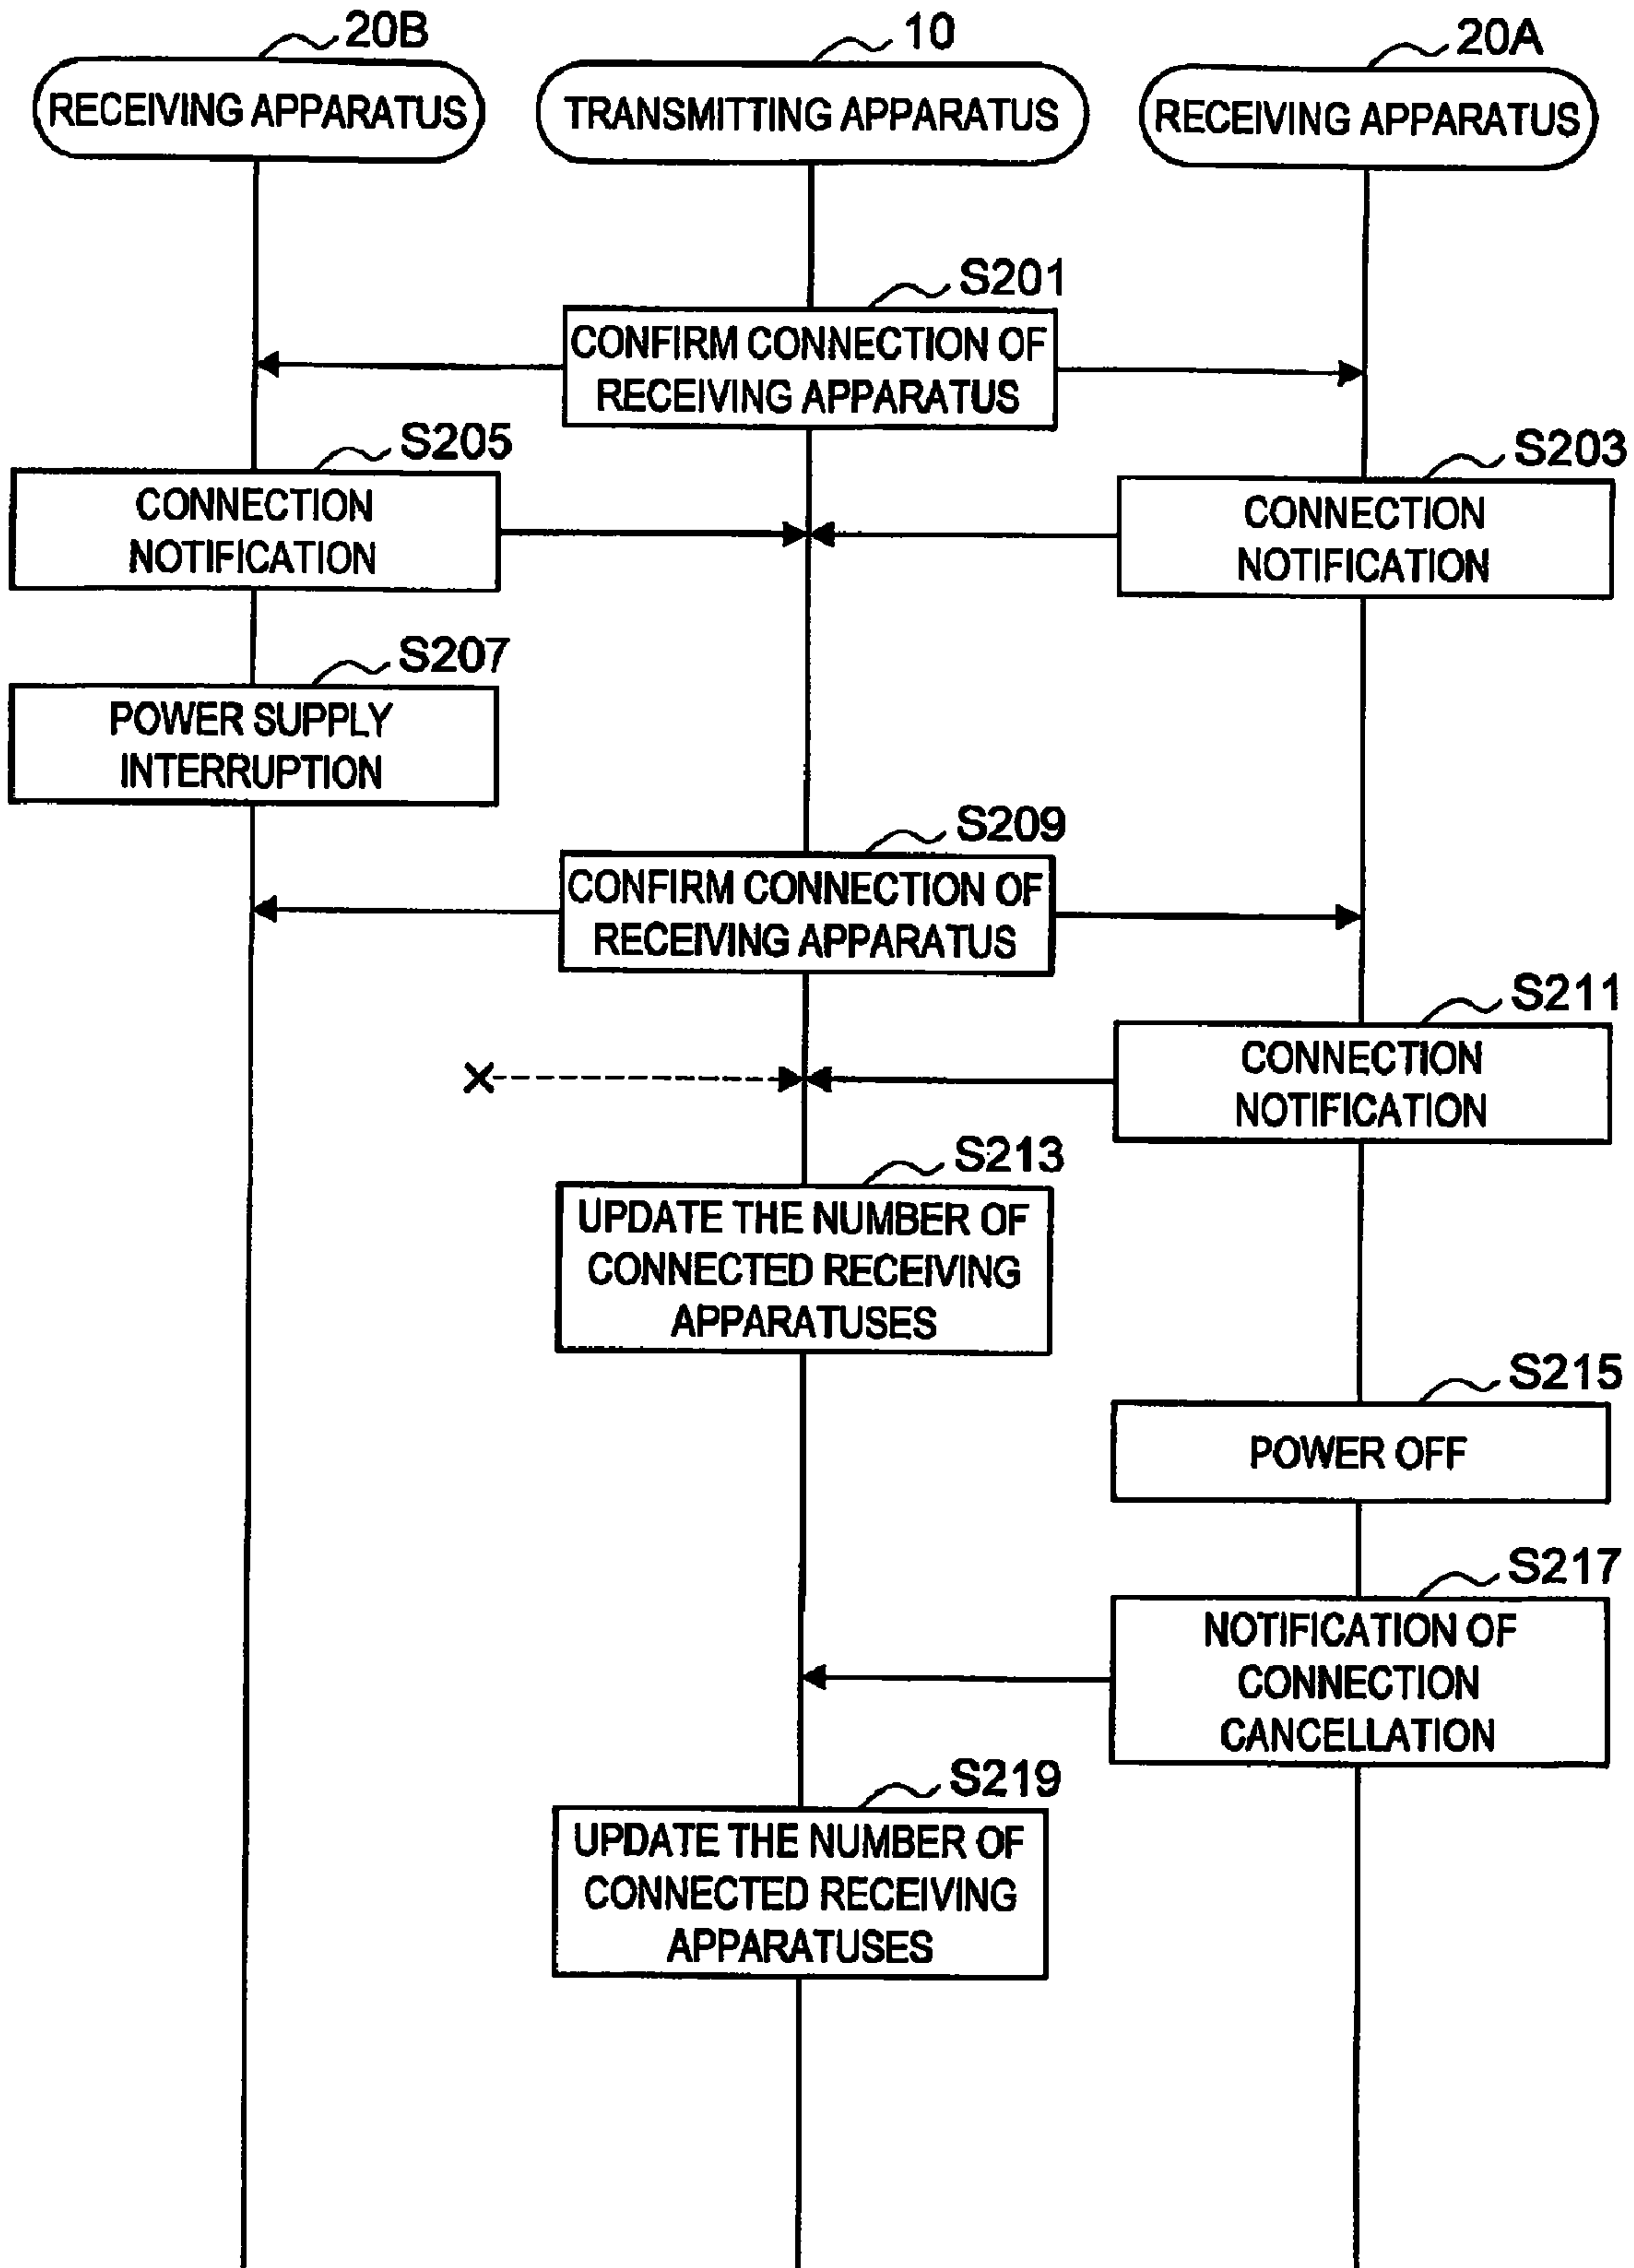 20B
10
20A
RECEIVING APPARATUS
TRANSMITTING APPARATUS
RECEIVING APPARATUS
S201
CONFIRM CONNECTION OF
RECEIVING APPARATUS
S205
CONNECTION
NOTIFICATION
S203
CONNECTION
NOTIFICATION
S207
POWER SUPPLY
INTERRUPTION
S209
CONFIRM CONNECTION OF
RECEIVING APPARATUS
S211
CONNECTION
NOTIFICATION
S213
UPDATE THE NUMBER OF
CONNECTED RECEIVING
APPARATUSES
S215
POWER OFF
S217
NOTIFICATION OF
CONNECTION
CANCELLATION
S219
UPDATE THE NUMBER OF
CONNECTED RECEIVING
APPARATUSES